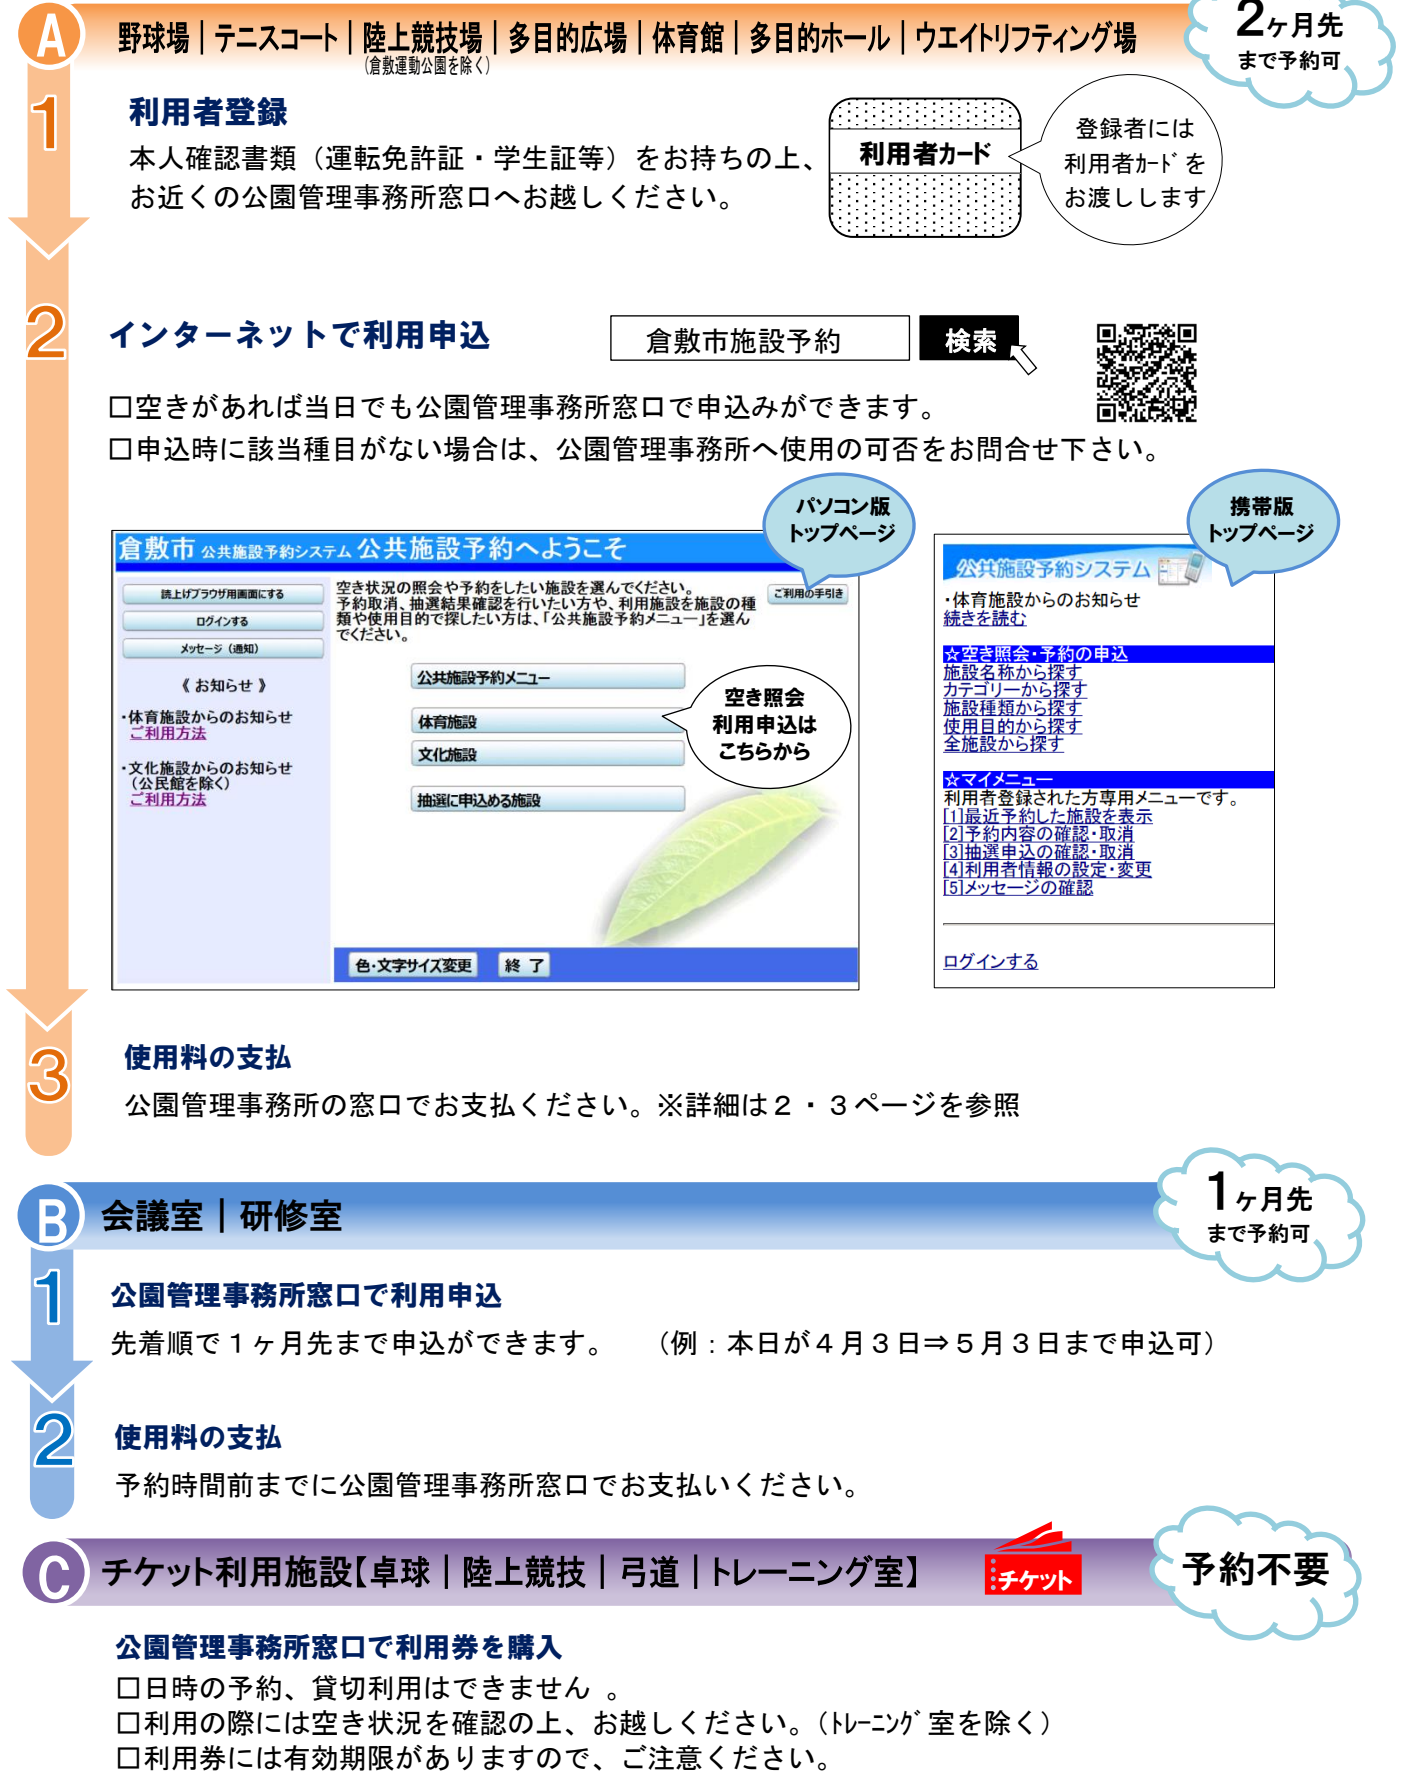 A
野球場｜テニスコート｜陸上競技場｜多目的広場｜体育館｜多目的ホール｜ウエイトリフティング場
(倉敷運動公園を除く)
2ヶ月先
まで予約可
1
利用者登録
本人確認書類（運転免許証・学生証等）をお持ちの上、
お近くの公園管理事務所窓口へお越しください。
利用者カード
登録者には
利用者ｶｰﾄﾞを
お渡しします
2
インターネットで利用申込
倉敷市施設予約
検索
□空きがあれば当日でも公園管理事務所窓口で申込みができます。
□申込時に該当種目がない場合は、公園管理事務所へ使用の可否をお問合せ下さい。
パソコン版
トップページ
倉敷市 公共施設予約システム 公共施設予約へようこそ
読上げブラウザ用画面にする
ログインする
メッセージ（通知）
《 お知らせ 》
・体育施設からのお知らせ
ご利用方法
・文化施設からのお知らせ
（公民館を除く）
ご利用方法
空き状況の照会や予約をしたい施設を選んでください。
予約取消、抽選結果確認を行いたい方や、利用施設を施設の種
類や使用目的で探したい方は、「公共施設予約メニュー」を選ん
でください。
ご利用の手引き
公共施設予約メニュー
体育施設
文化施設
抽選に申込める施設
空き照会
利用申込は
こちらから
色・文字サイズ変更
終 了
携帯版
トップページ
公共施設予約システム
・体育施設からのお知らせ
続きを読む
☆空き照会・予約の申込
施設名称から探す
カテゴリーから探す
施設種類から探す
使用目的から探す
全施設から探す
☆マイメニュー
利用者登録された方専用メニューです。
[1]最近予約した施設を表示
[2]予約内容の確認・取消
[3]抽選申込の確認・取消
[4]利用者情報の設定・変更
[5]メッセージの確認
ログインする
3
使用料の支払
公園管理事務所の窓口でお支払ください。※詳細は２・３ページを参照
B
会議室｜研修室
1ヶ月先
まで予約可
1
公園管理事務所窓口で利用申込
先着順で１ヶ月先まで申込ができます。　（例：本日が４月３日⇒５月３日まで申込可）
2
使用料の支払
予約時間前までに公園管理事務所窓口でお支払いください。
C
チケット利用施設【卓球｜陸上競技｜弓道｜トレーニング室】
チケット
予約不要
公園管理事務所窓口で利用券を購入
□日時の予約、貸切利用はできません 。
□利用の際には空き状況を確認の上、お越しください。（ﾄﾚｰﾆﾝｸﾞ室を除く）
□利用券には有効期限がありますので、ご注意ください。